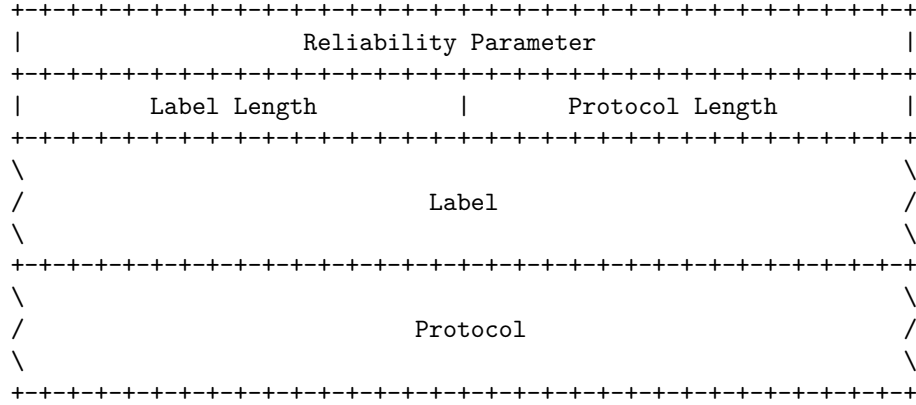 +-+-+-+-+-+-+-+-+-+-+-+-+-+-+-+-+-+-+-+-+-+-+-+-+-+-+-+-+-+-+-+-+
| Reliability Parameter |
+-+-+-+-+-+-+-+-+-+-+-+-+-+-+-+-+-+-+-+-+-+-+-+-+-+-+-+-+-+-+-+-+
| Label Length | Protocol Length |
+-+-+-+-+-+-+-+-+-+-+-+-+-+-+-+-+-+-+-+-+-+-+-+-+-+-+-+-+-+-+-+-+
\ \
/ Label /
\ \
+-+-+-+-+-+-+-+-+-+-+-+-+-+-+-+-+-+-+-+-+-+-+-+-+-+-+-+-+-+-+-+-+
\ \
/ Protocol /
\ \
+-+-+-+-+-+-+-+-+-+-+-+-+-+-+-+-+-+-+-+-+-+-+-+-+-+-+-+-+-+-+-+-+